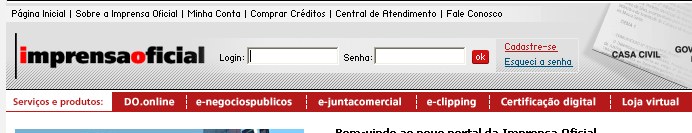 Página Inicial | Sobre a Imprensa Oficial | Minha Conta | Comprar Créditos | Central de Atendimento | Fale Conosco
imprensaoficial Login: Senha: ok Cadastre-se
Esqueci a senha
CASA CIVIL GO
Serviços e produtos: DO.online e-negociospublicos e-juntacomercial e-clipping Certificação digital Loja virtual
Bem-vindo ao novo portal da Imprensa Oficial